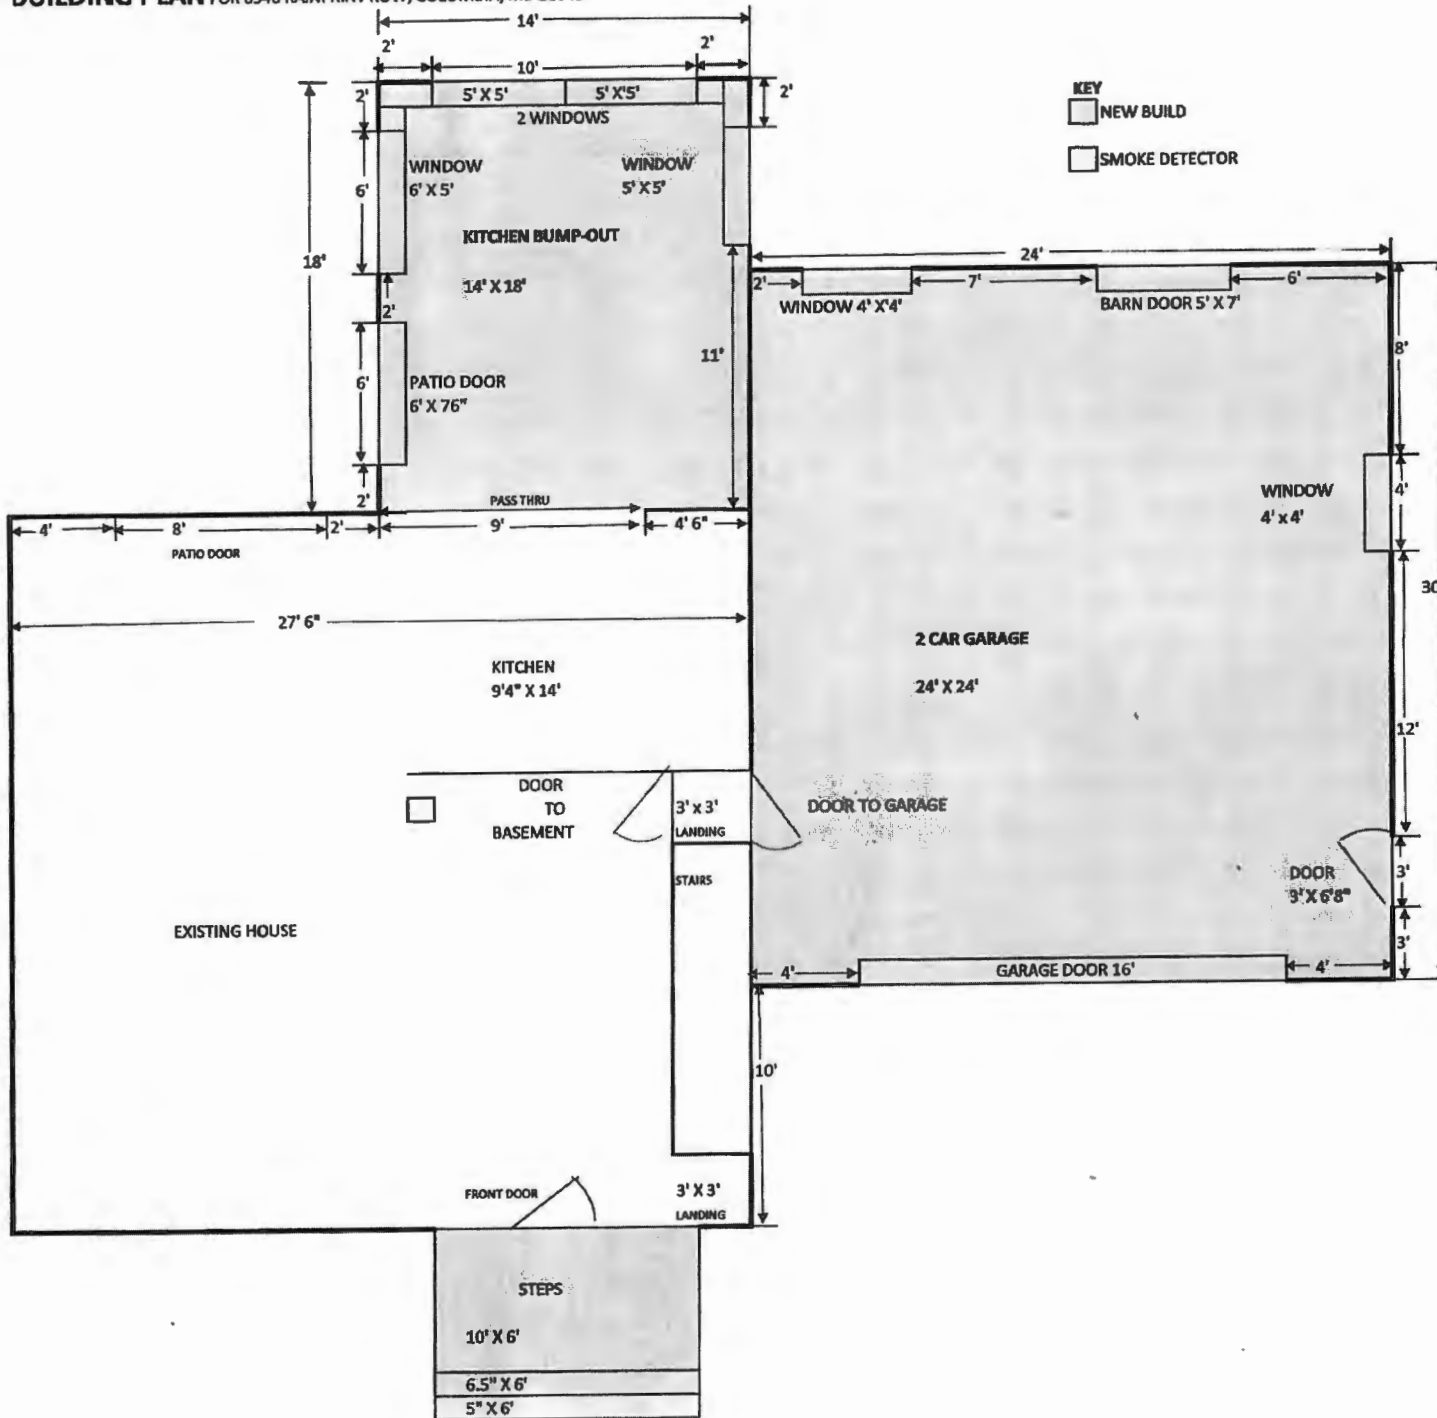 BUILDING PLAN
14'
2'
2'
10'
2'
5' X 5'
5' X'5'
2'
2 WINDOWS
KEY
NEW BUILD
SMOKE DETECTOR
WINDOW
6' X 5'
WINDOW
5' X 5'
6'
18'
KITCHEN BUMP-OUT
14' X 18'
24'
2'
7'
6'
WINDOW 4' X'4'
BARN DOOR 5' X 7'
2'
11'
8'
6'
PATIO DOOR
6' X 76"
2'
PASS THRU
WINDOW
4' x 4'
4'
4'
8'
2'
9'
4' 6"
PATIO DOOR
30
27' 6"
2 CAR GARAGE
24' X 24'
KITCHEN
9'4" X 14'
12'
DOOR
TO
BASEMENT
3' x 3'
LANDING
DOOR TO GARAGE
STAIRS
DOOR
9' X 6'8"
3'
EXISTING HOUSE
3'
4'
GARAGE DOOR 16'
4'
10'
FRONT DOOR
3' X 3'
LANDING
STEPS
10' X 6'
6.5" X 6'
5" X 6'